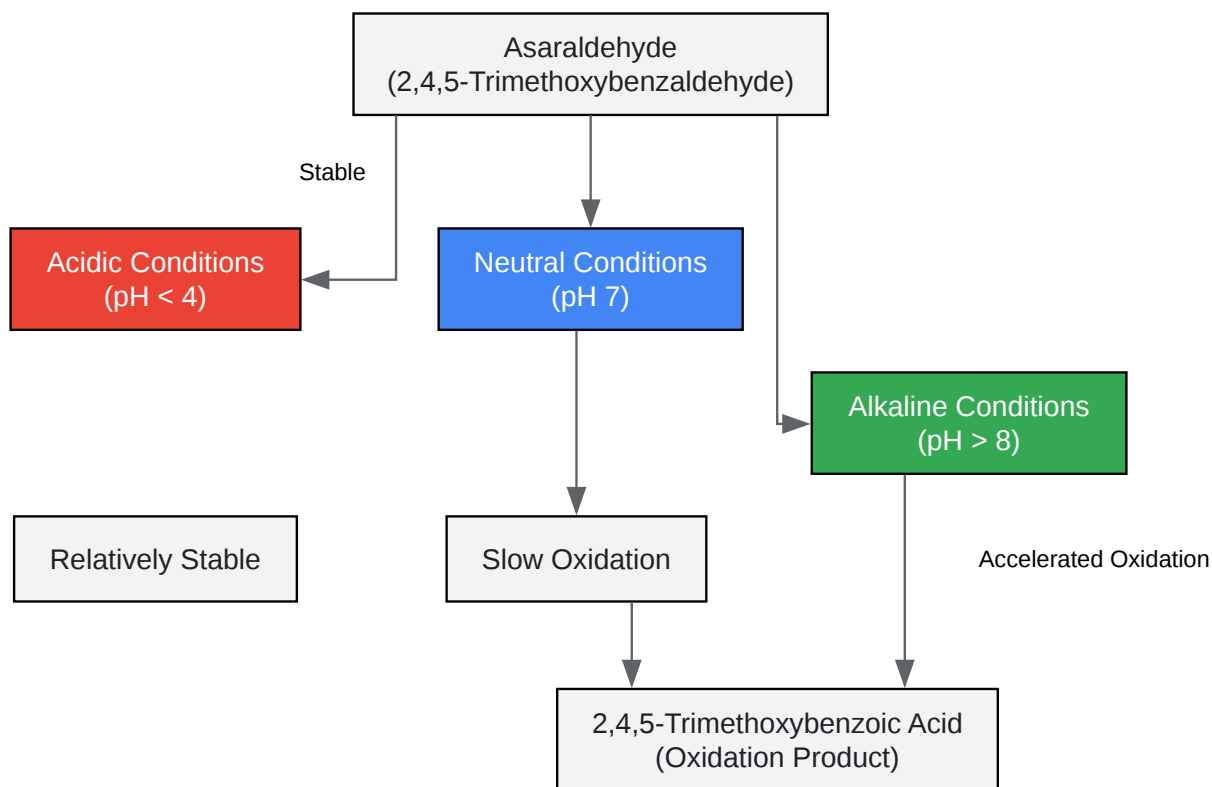 Asaraldehyde
(2,4,5-Trimethoxybenzaldehyde)
Stable
Acidic Conditions
(pH < 4)
Neutral Conditions
(pH 7)
Alkaline Conditions
(pH > 8)
Relatively Stable
Slow Oxidation
Accelerated Oxidation
2,4,5-Trimethoxybenzoic Acid
(Oxidation Product)